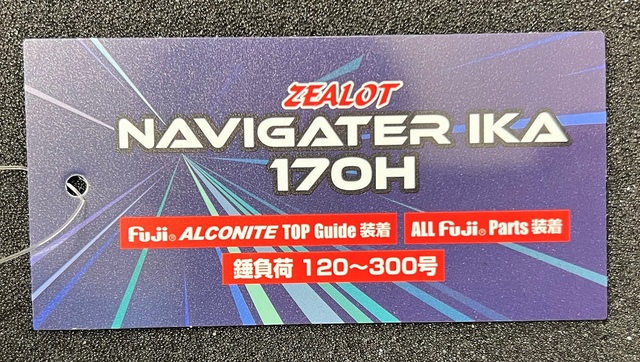 ZEALOT
NAVIGATER IKA
170H
Fuji® ALCONITE TOP Guide 装着 ALL Fuji® Parts 装着
錘負荷 120〜300号